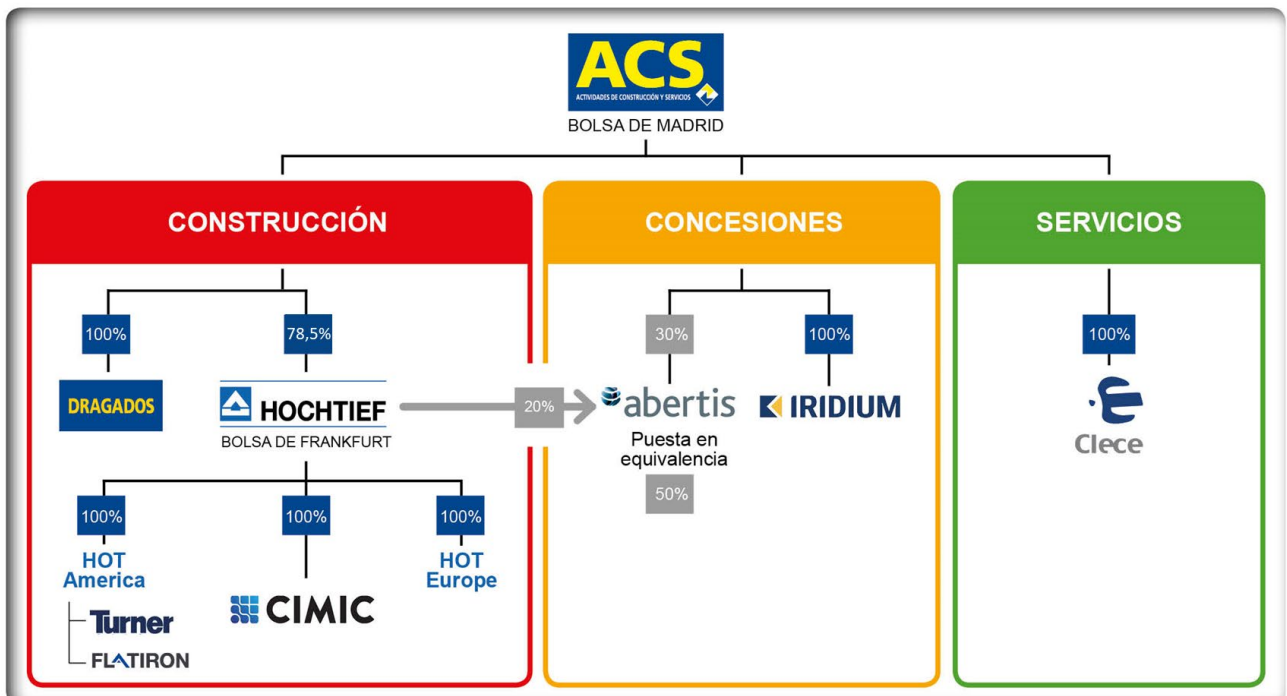 ACS
ACTIVIDADES DE CONSTRUCCIÓN Y SERVICIOS
BOLSA DE MADRID
CONSTRUCCIÓN
100%
78,5%
DRAGADOS
HOCHTIEF
BOLSA DE FRANKFURT
20%
100%
100%
100%
HOT
America
Turner
FLATIRON
CIMIC
HOT
Europe
CONCESIONES
30%
100%
abertis
IRIDIUM
Puesta en
equivalencia
50%
SERVICIOS
100%
Clece